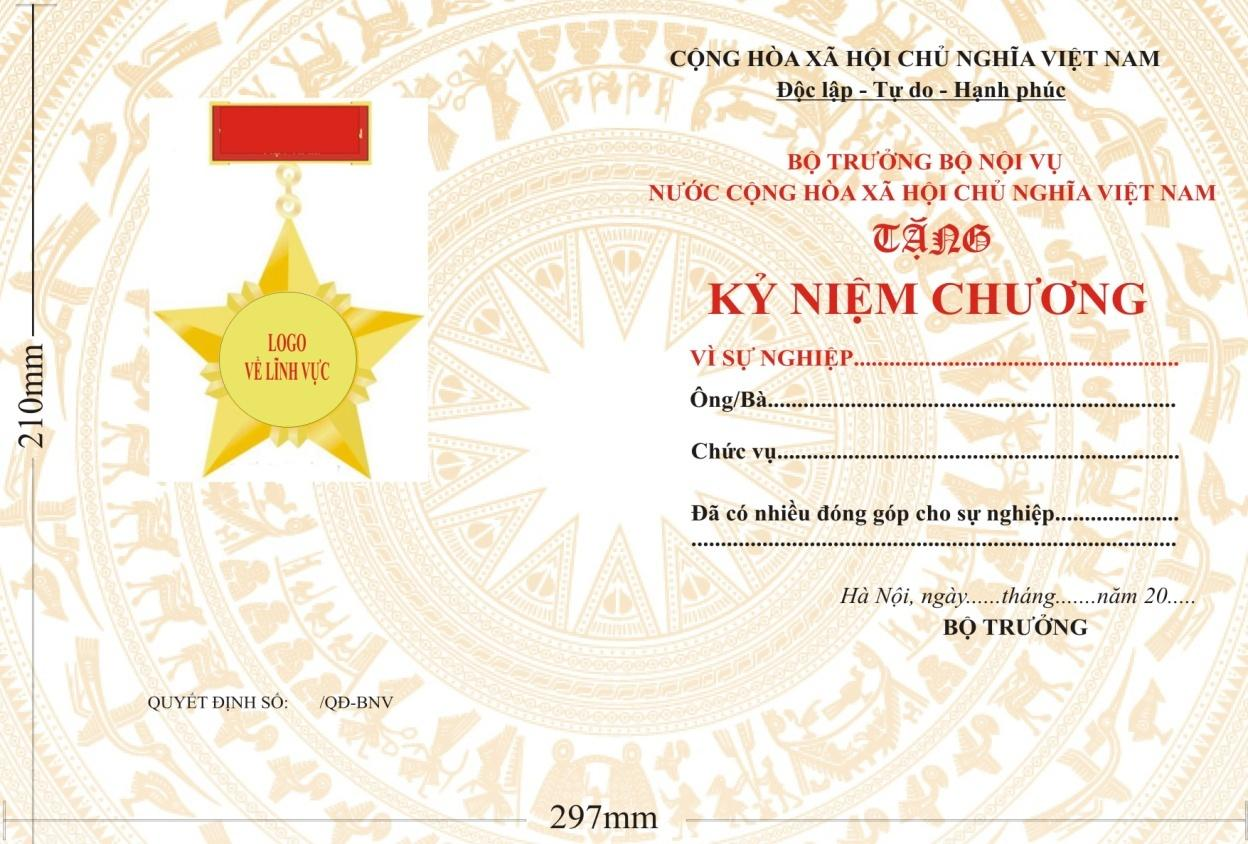 CỘNG HÒA XÃ HỘI CHỦ NGHĨA VIỆT NAM
Độc lập - Tự do - Hạnh phúc
BỘ TRƯỞNG BỘ NỘI VỤ
NƯỚC CỘNG HÒA XÃ HỘI CHỦ NGHĨA VIỆT NAM
TẶNG
KỶ NIỆM CHƯƠNG
VÌ SỰ NGHIỆP........................................................
Ông/Bà......................................................................
Chức vụ.....................................................................
Đã có nhiều đóng góp cho sự nghiệp.....................
...................................................................................
Hà Nội, ngày......tháng.......năm 20.....
BỘ TRƯỞNG
LOGO
VỀ LĨNH VỰC
QUYẾT ĐỊNH SỐ: /QĐ-BNV
210mm
297mm